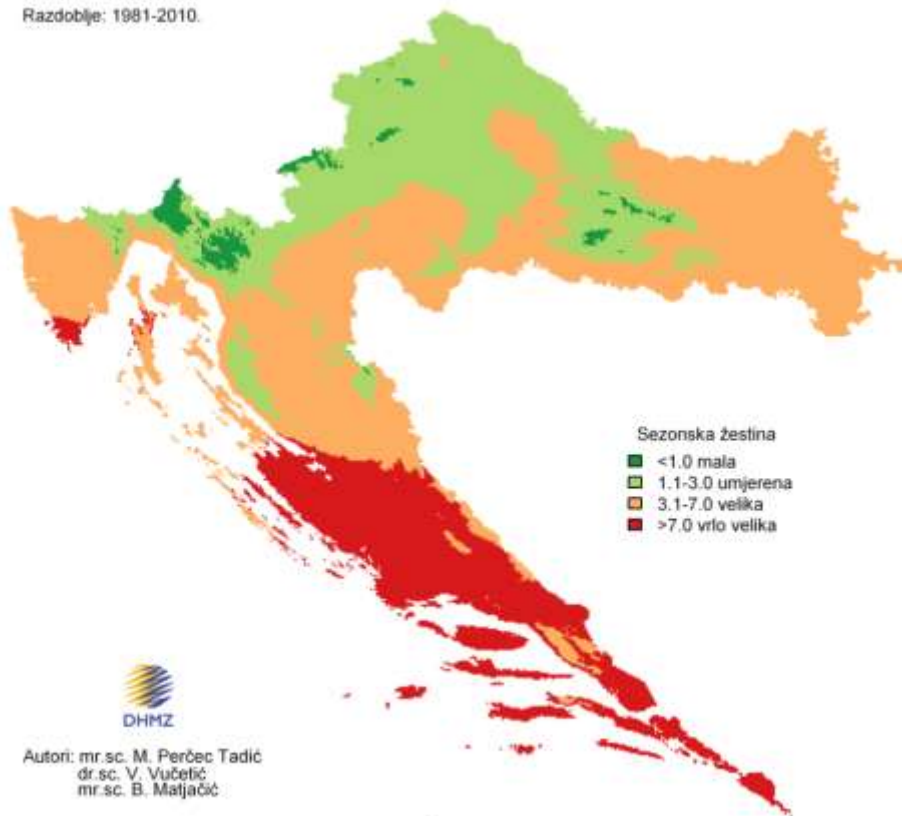 Razdoblje: 1981-2010.
Sezonska žestina
<1.0 mala
1.1-3.0 umjerena
3.1-7.0 velika
>7.0 vrlo velika
DHMZ
Autori: mr.sc. M. Perčec Tadić
dr.sc. V. Vučetić
mr.sc. B. Matjačić